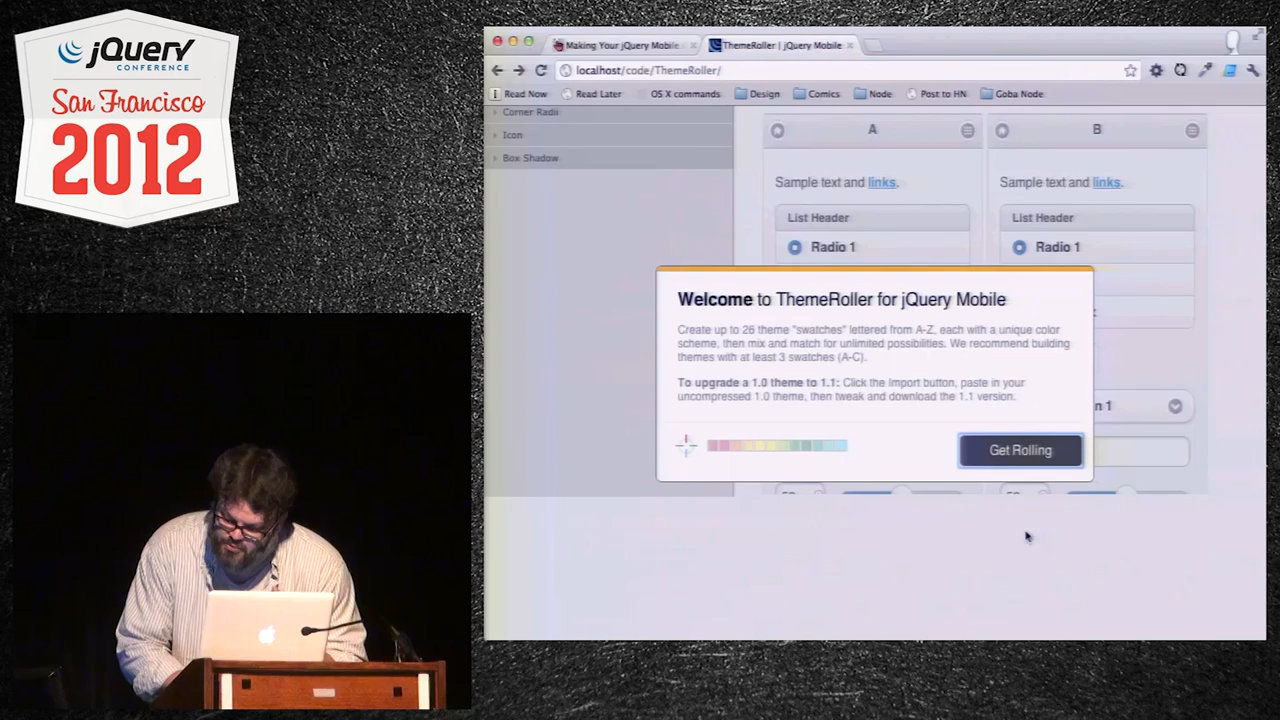 jQuery
CONFERENCE
San Francisco
2012
Making Your jQuery Mobile
ThemeRoller | jQuery Mobile
localhost/code/ThemeRoller/
Read Now
Read Later
OS X commands
Design
Comics
Node
Post to HN
Goba Node
Corner Radii
Icon
Box Shadow
A
B
Sample text and links.
Sample text and links.
List Header
List Header
Radio 1
Radio 1
Welcome to ThemeRoller for jQuery Mobile
Create up to 26 theme "swatches" lettered from A-Z, each with a unique color
scheme, then mix and match for unlimited possibilities. We recommend building
themes with at least 3 swatches (A-C).
To upgrade a 1.0 theme to 1.1: Click the Import button, paste in your
uncompressed 1.0 theme, then tweak and download the 1.1 version.
n 1
Get Rolling